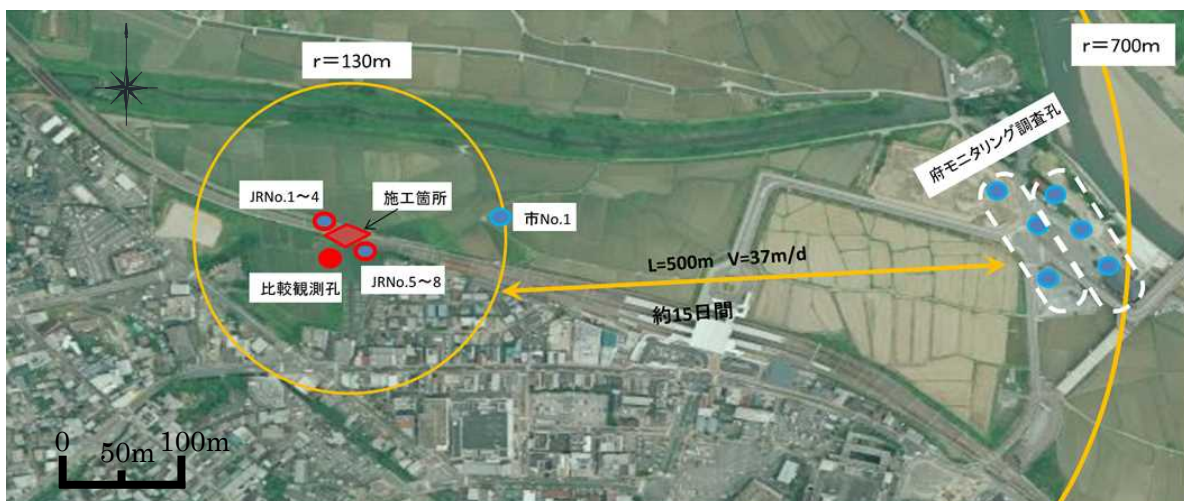 r=130m
r=700m
府モニタリング調査孔
JRNo.1~4
施工箇所
市No.1
比較観測孔
JRNo.5~8
L=500m V=37m/d
約15日間
0 50m 100m